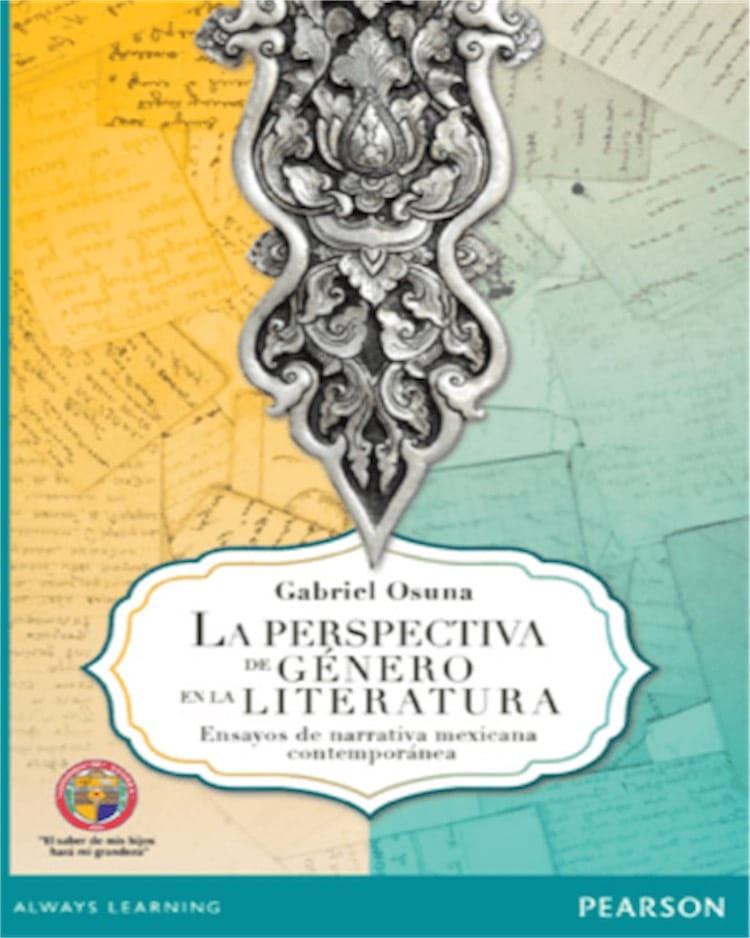 Gabriel Osuna
LA PERSPECTIVA
DE GÉNERO
EN LA LITERATURA
Ensayos de narrativa mexicana
contemporánea
"El saber de mis hijos
hará mi grandeza"
ALWAYS LEARNING
PEARSON